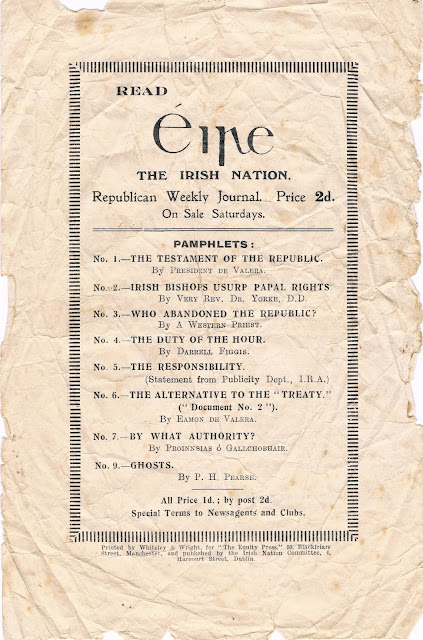 READ
éire
THE IRISH NATION.
Republican Weekly Journal. Price 2d.
On Sale Saturdays.
PAMPHLETS:
No. 1.—THE TESTAMENT OF THE REPUBLIC.
By President de Valera.
No. 2—IRISH BISHOPS USURP PAPAL RIGHTS
By Very Rev. Dr. Yorke, D.D.
No. 3.—WHO ABANDONED THE REPUBLIC?
By A Western Priest.
No. 4.—THE DUTY OF THE HOUR.
By Darrell Figgis.
No. 5.—THE RESPONSIBILITY.
(Statement from Publicity Dept., I.R.A.)
No. 6.—THE ALTERNATIVE TO THE "TREATY."
("Document No. 2").
By Eamon de Valera.
No. 7.—BY WHAT AUTHORITY?
By Proinnsias ó Gallchobhair.
No. 9.—GHOSTS.
By P. H. Pearse.
All Price 1d.; by post 2d.
Special Terms to Newsagents and Clubs.
Printed by Whiteley & Wright, for "The Equity Press," 30, Blackfriars
Street, Manchester, and published by the Irish Nation Committee,
Harcourt Street, Dublin.